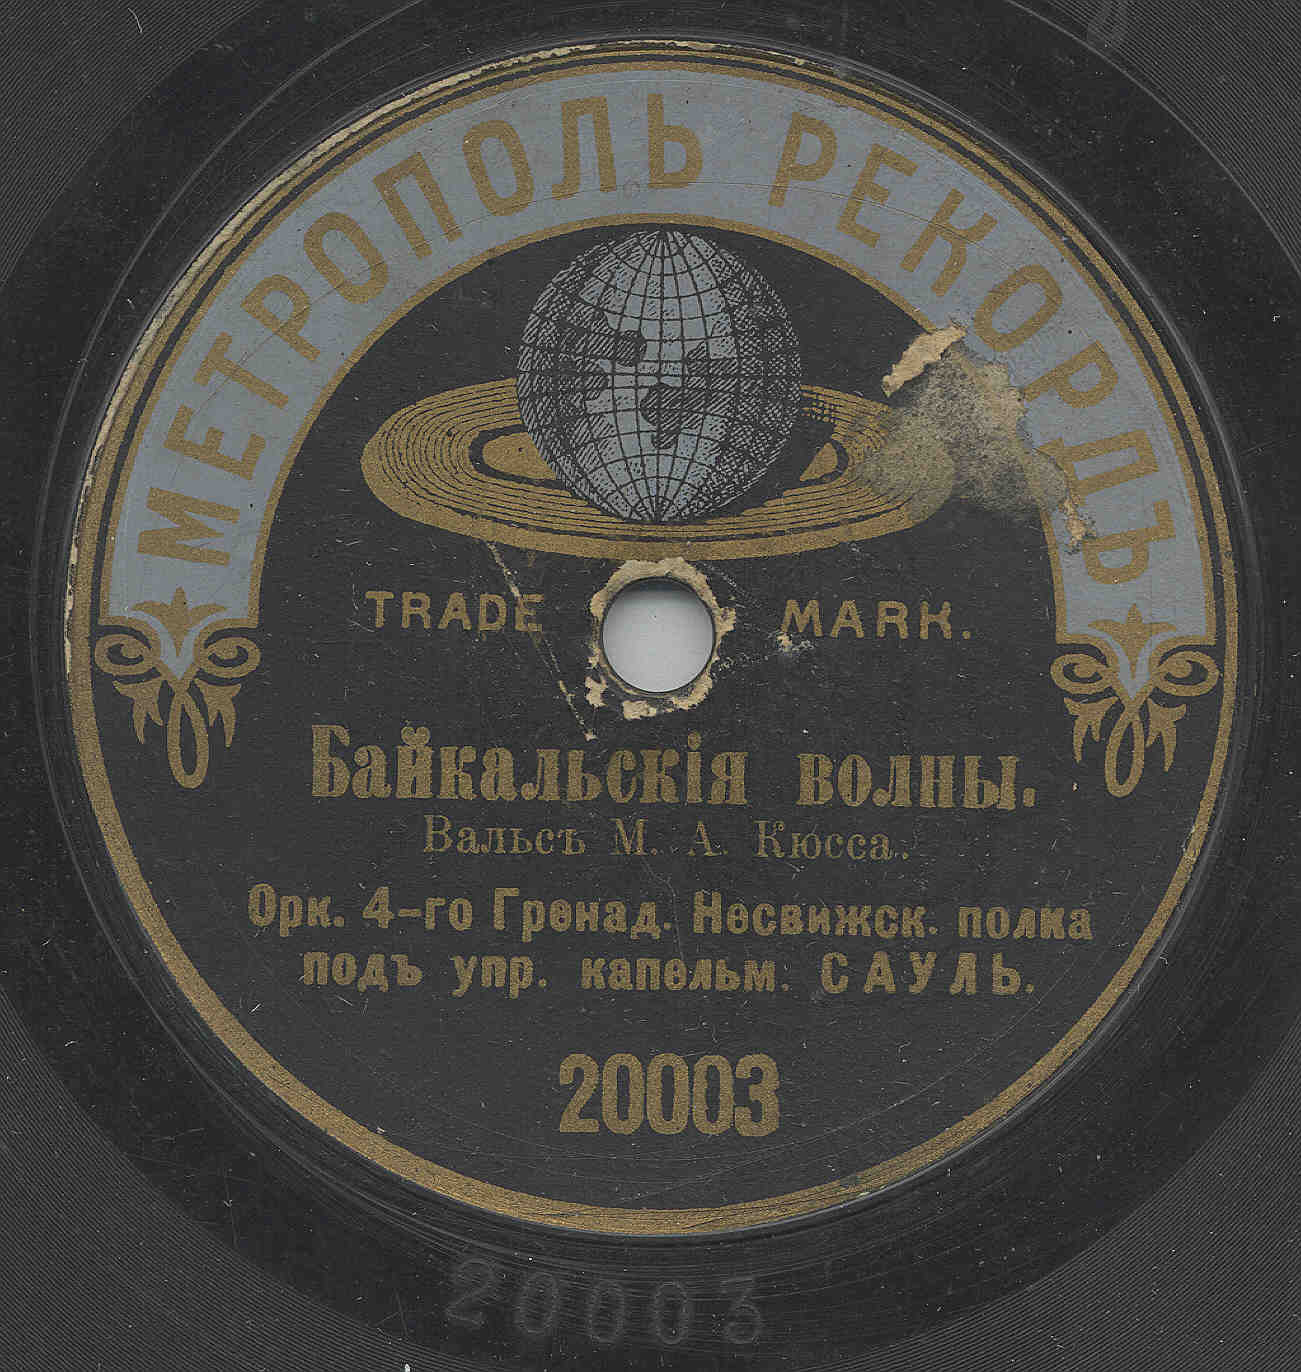 МЕТРОПОЛЬ РЕКОРДЪ
TRADE MARK.
Байкальскія волны.
Вальсъ М. А. Кюсса.
Орк. 4-го Гренад. Несвижск. полка
подъ упр. капельм. САУЛЬ.
20003
20003